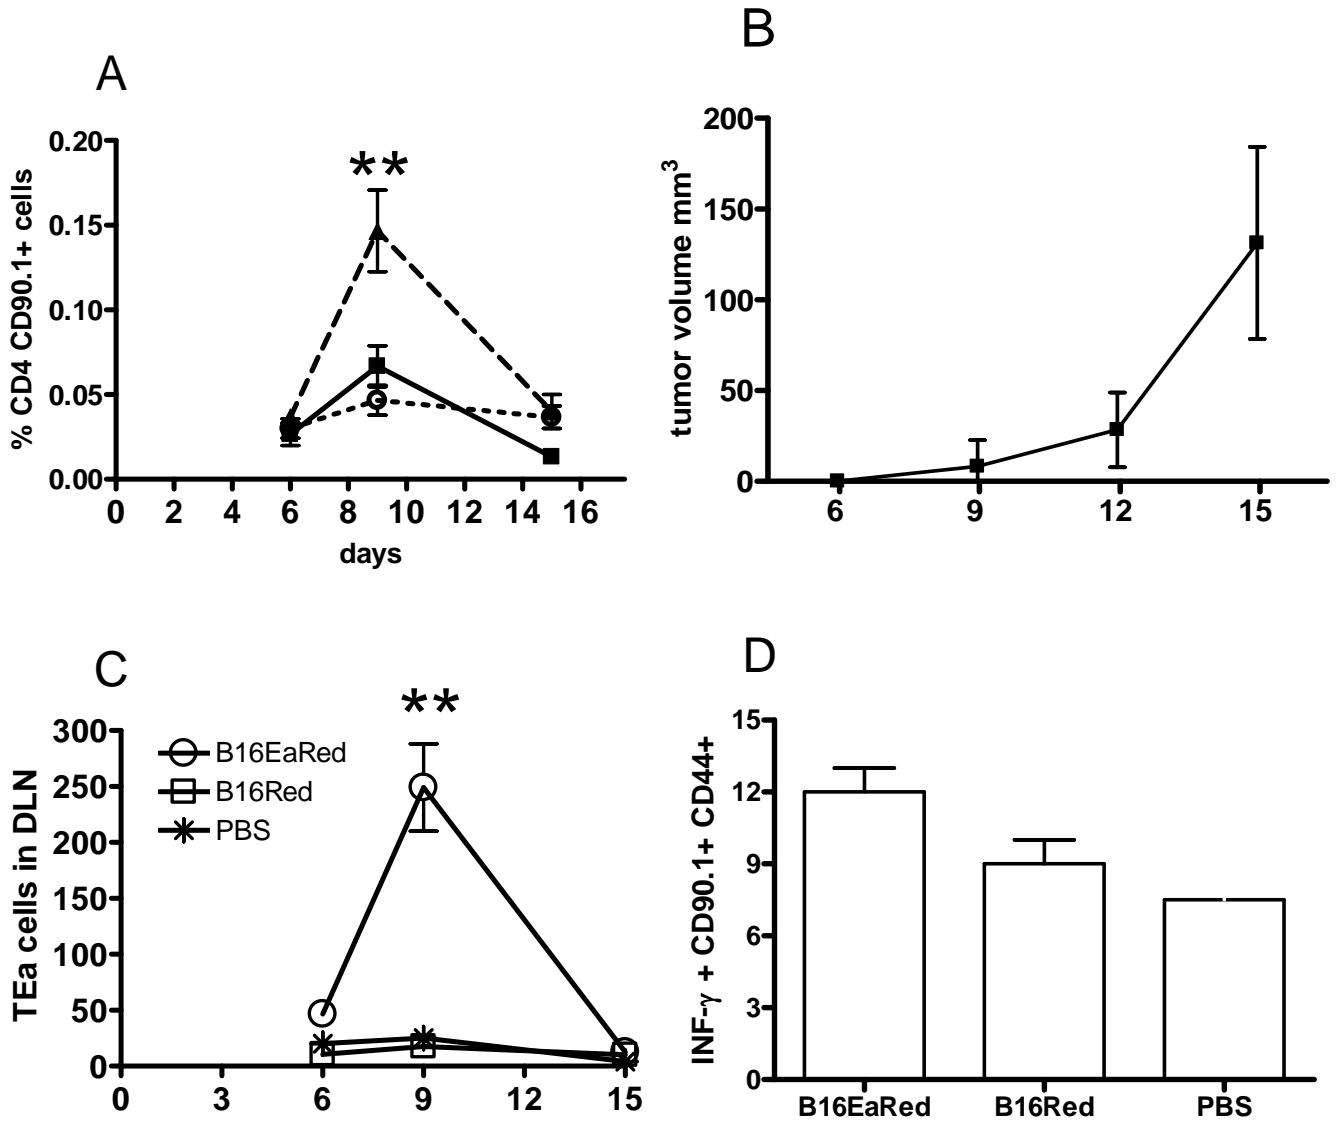 A
**
0.20
0.15
0.10
0.05
0.00
% CD4 CD90.1+ cells
0 2 4 6 8 10 12 14 16
days
B
200
150
100
50
0
tumor volume mm³
6 9 12 15
C
**
300
250
200
150
100
50
0
TEa cells in DLN
B16EaRed
B16Red
PBS
0 3 6 9 12 15
D
15
12
9
6
3
0
INF-γ + CD90.1+ CD44+
B16EaRed B16Red PBS